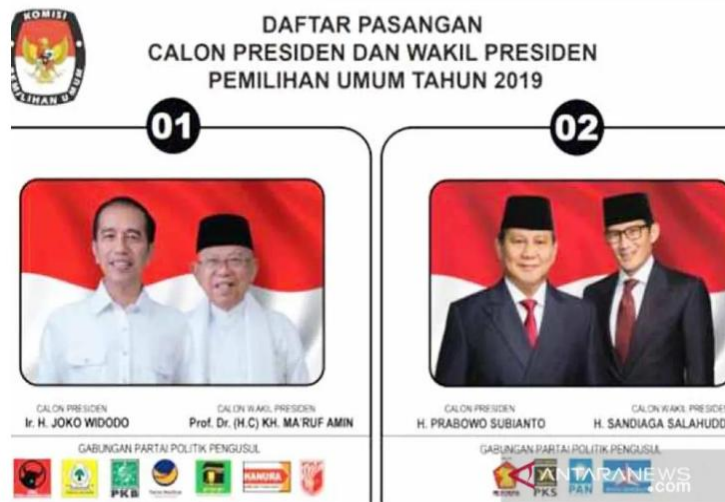 KOMISI
PEMILIHAN UMUM
DAFTAR PASANGAN
CALON PRESIDEN DAN WAKIL PRESIDEN
PEMILIHAN UMUM TAHUN 2019
01
02
CALON PRESIDEN
Ir. H. JOKO WIDODO
CALON WAKIL PRESIDEN
Prof. Dr. (H.C) KH. MA'RUF AMIN
GABUNGAN PARTAI POLITIK PENGUSUL
PKB
HANURA
CALON PRESIDEN
H. PRABOWO SUBIANTO
CALON WAKIL PRESIDEN
H. SANDIAGA SALAHUDD
GABUNGAN PARTAI POLITIK PENGUSUL
PKS
PAN
ANTARANEWS
.com